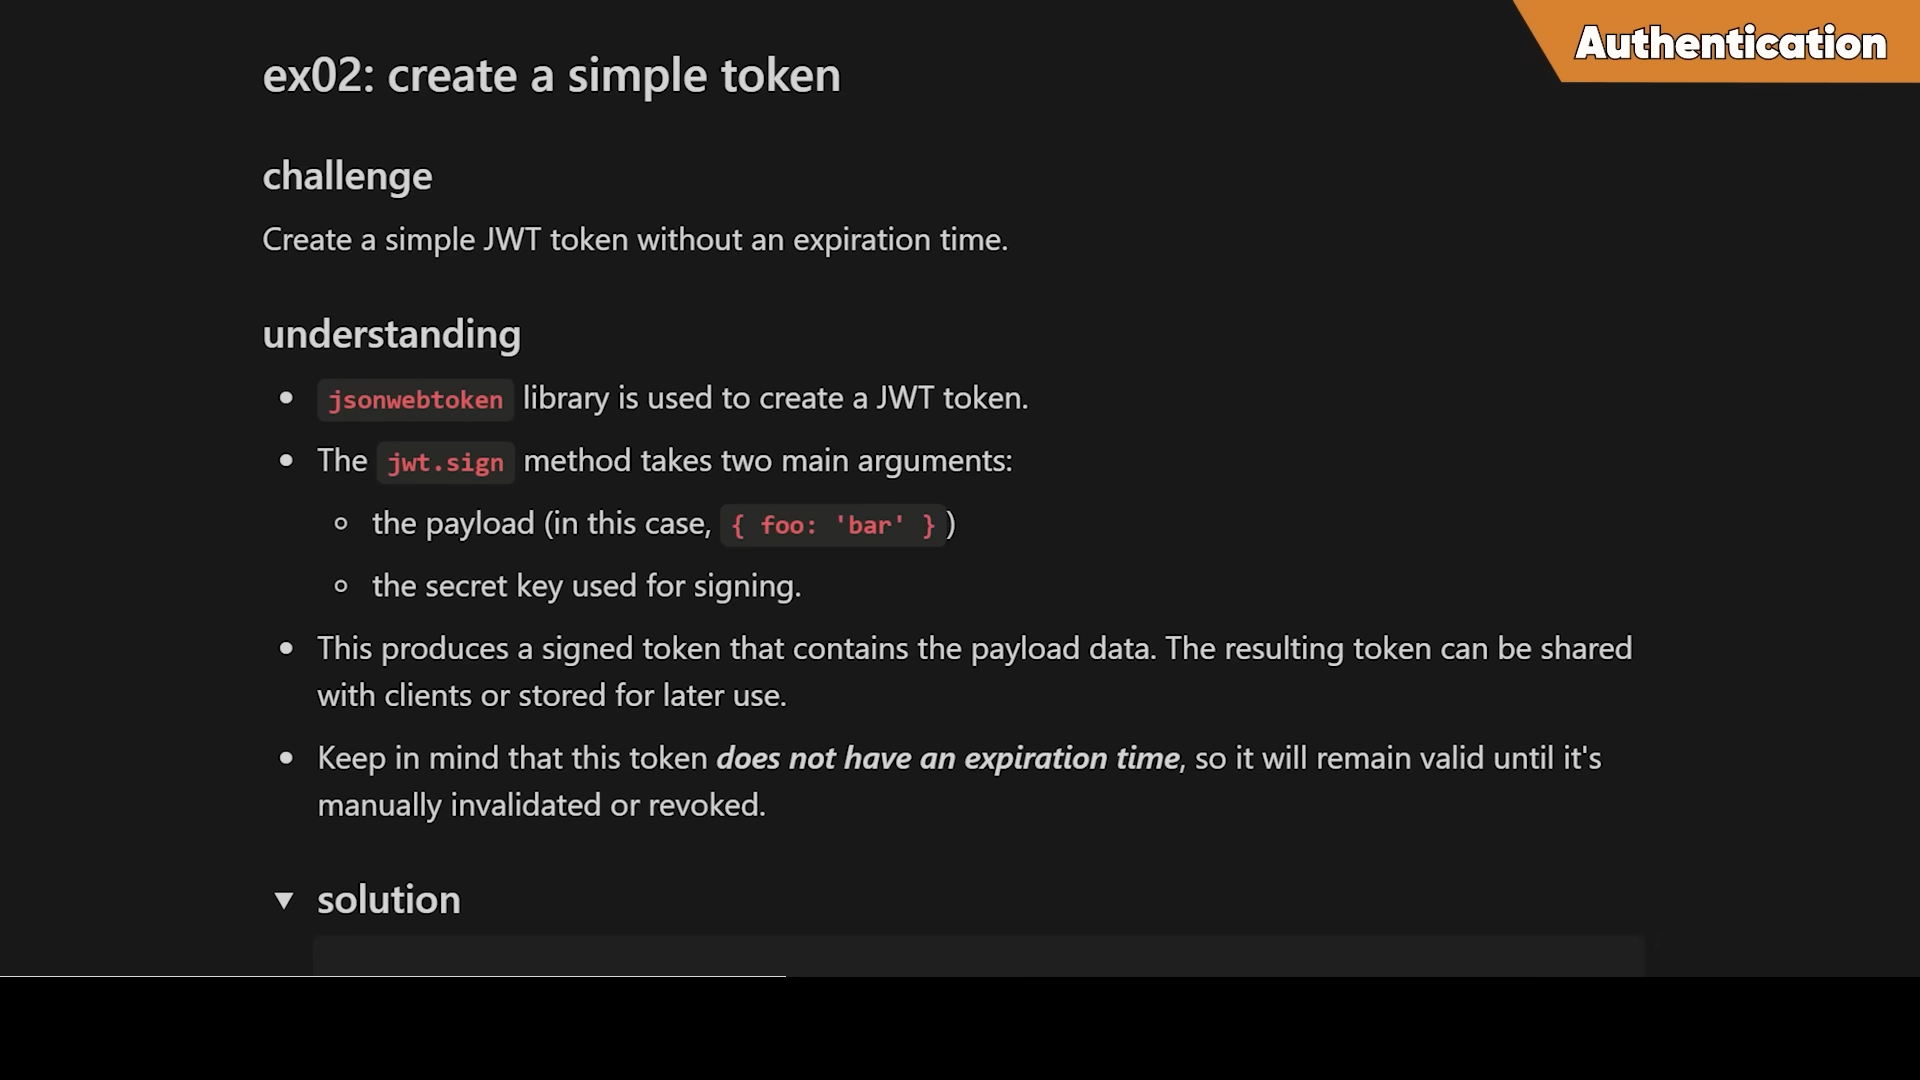 Authentication
ex02: create a simple token
challenge
Create a simple JWT token without an expiration time.
understanding
jsonwebtoken library is used to create a JWT token.
The jwt.sign method takes two main arguments:
the payload (in this case, { foo: 'bar' })
the secret key used for signing.
This produces a signed token that contains the payload data. The resulting token can be shared
with clients or stored for later use.
Keep in mind that this token does not have an expiration time, so it will remain valid until it's
manually invalidated or revoked.
solution